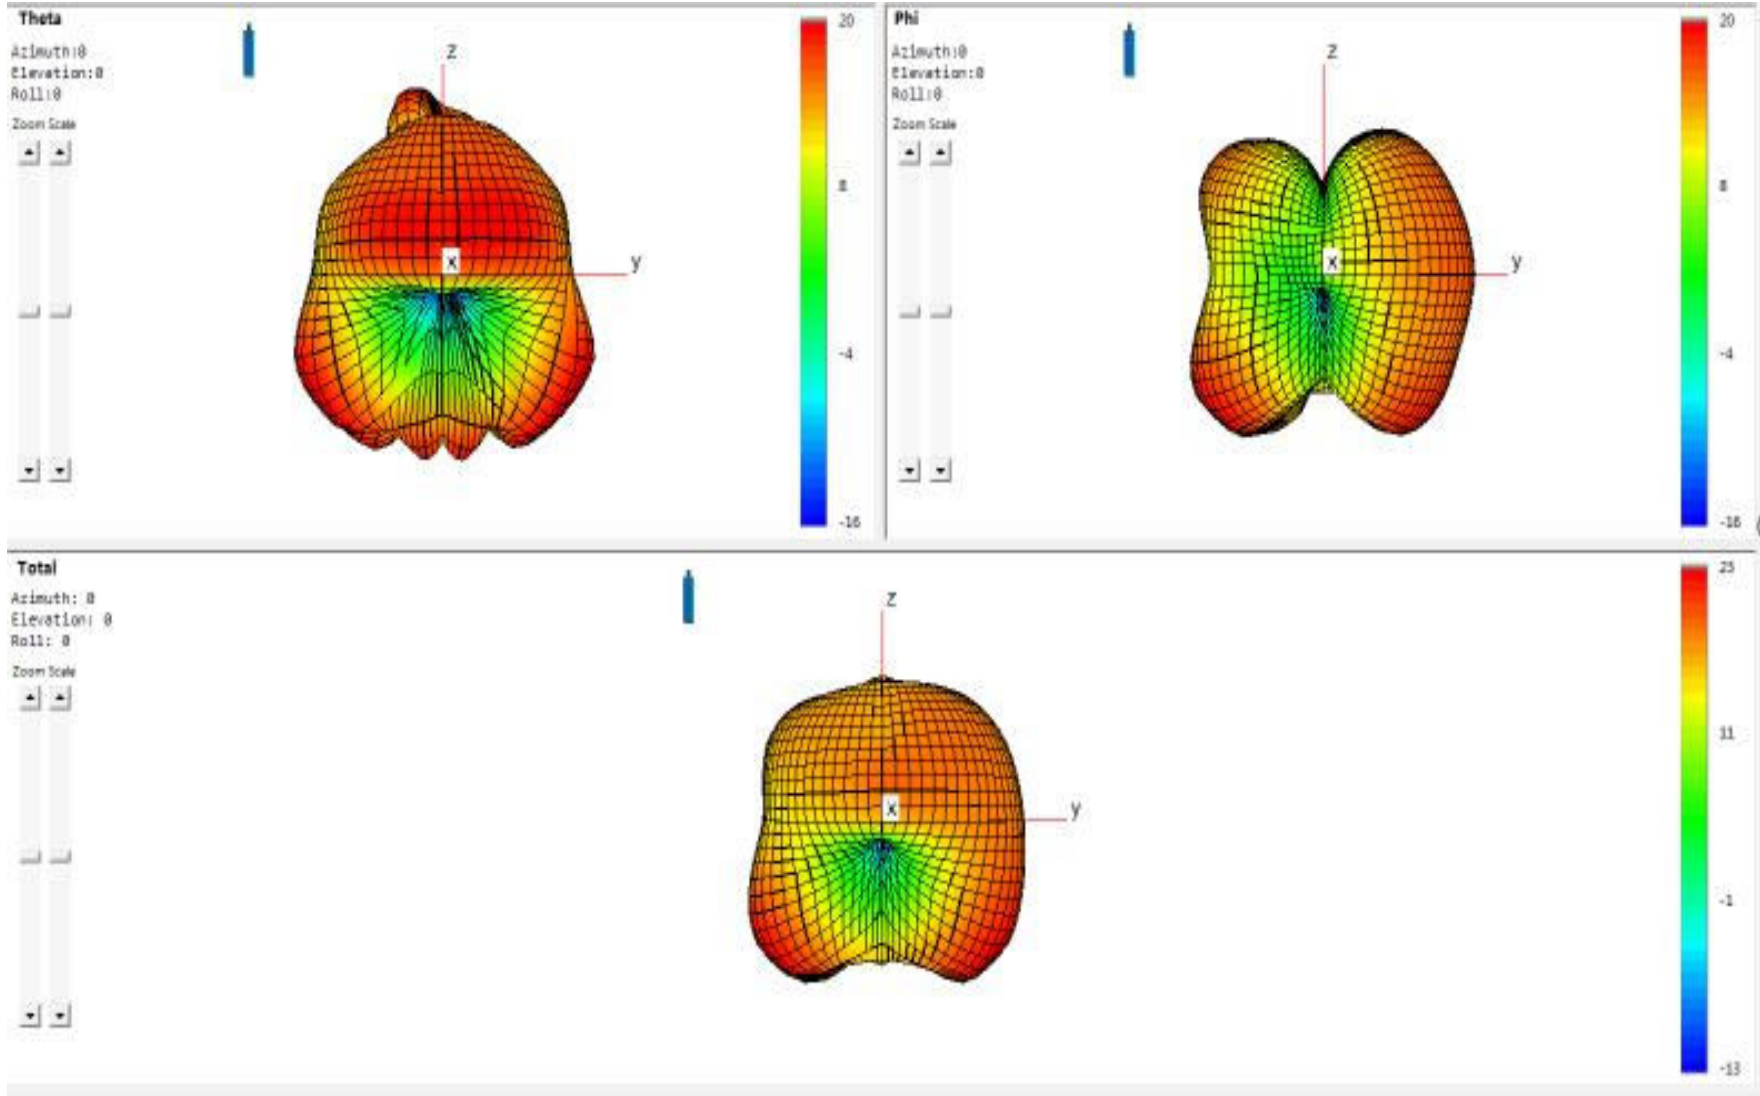 Theta
Azimuth:0
Elevation:0
Roll:0
Zoom Scale
z
x
y
20
8
-4
-16
Phi
Azimuth:0
Elevation:0
Roll:0
Zoom Scale
z
x
y
20
8
-4
-16
Total
Azimuth: 0
Elevation: 0
Roll: 0
Zoom Scale
z
x
y
23
11
-1
-13